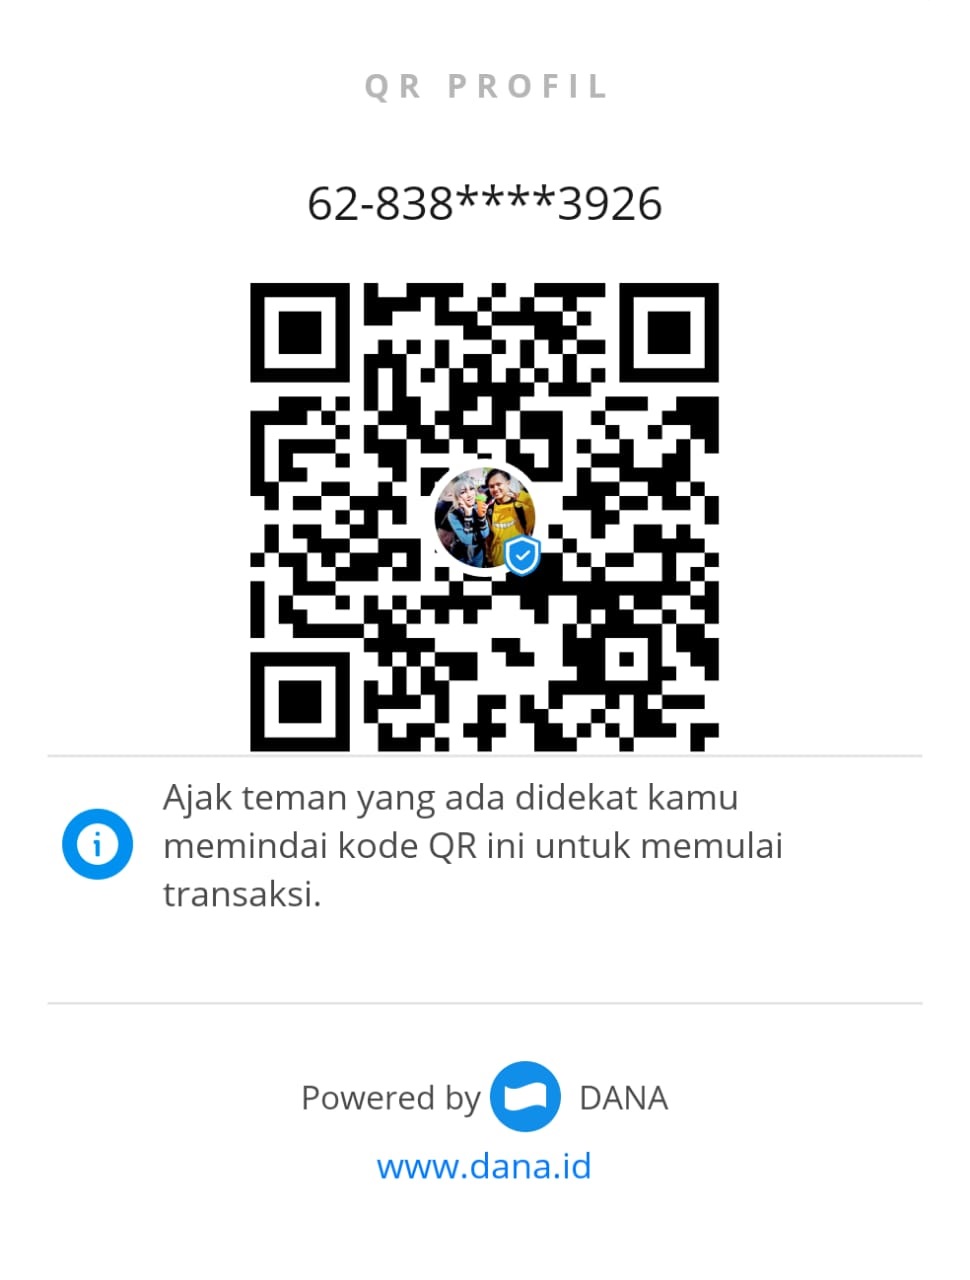 QR PROFIL
62-838****3926
Ajak teman yang ada didekat kamu
memindai kode QR ini untuk memulai
transaksi.
Powered by DANA
www.dana.id